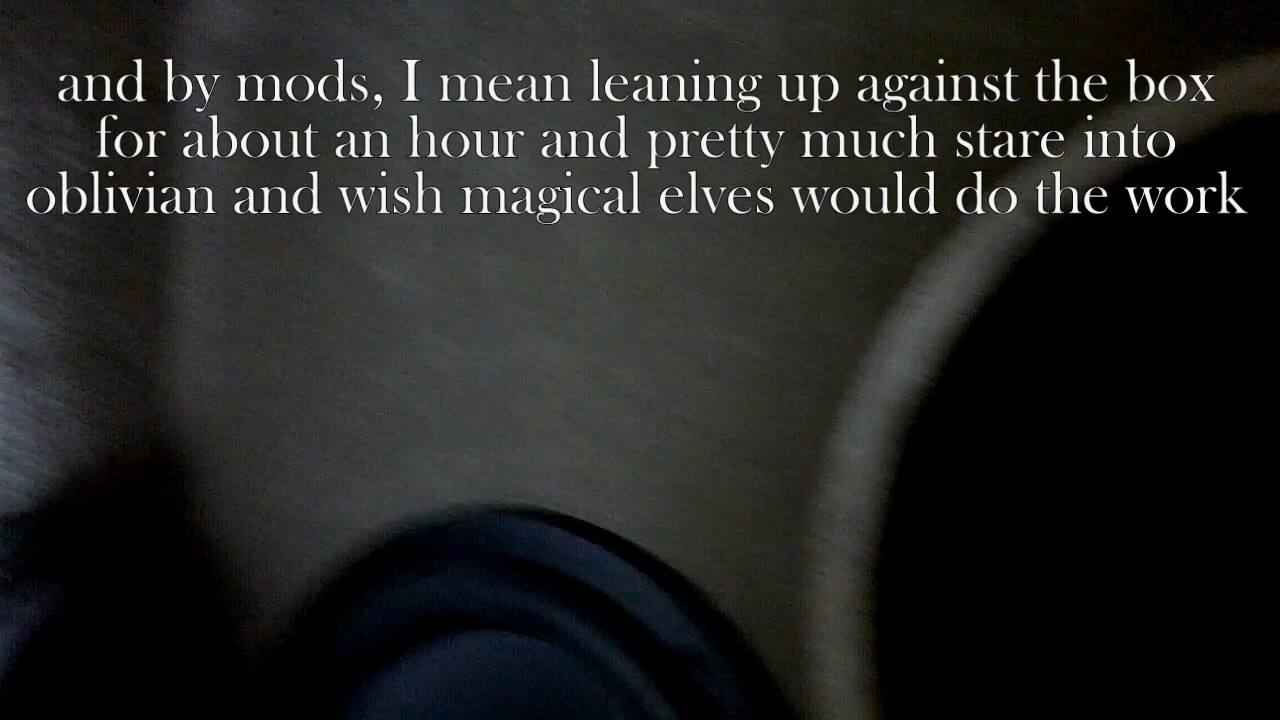 and by mods, I mean leaning up against the box
for about an hour and pretty much stare into
oblivian and wish magical elves would do the work